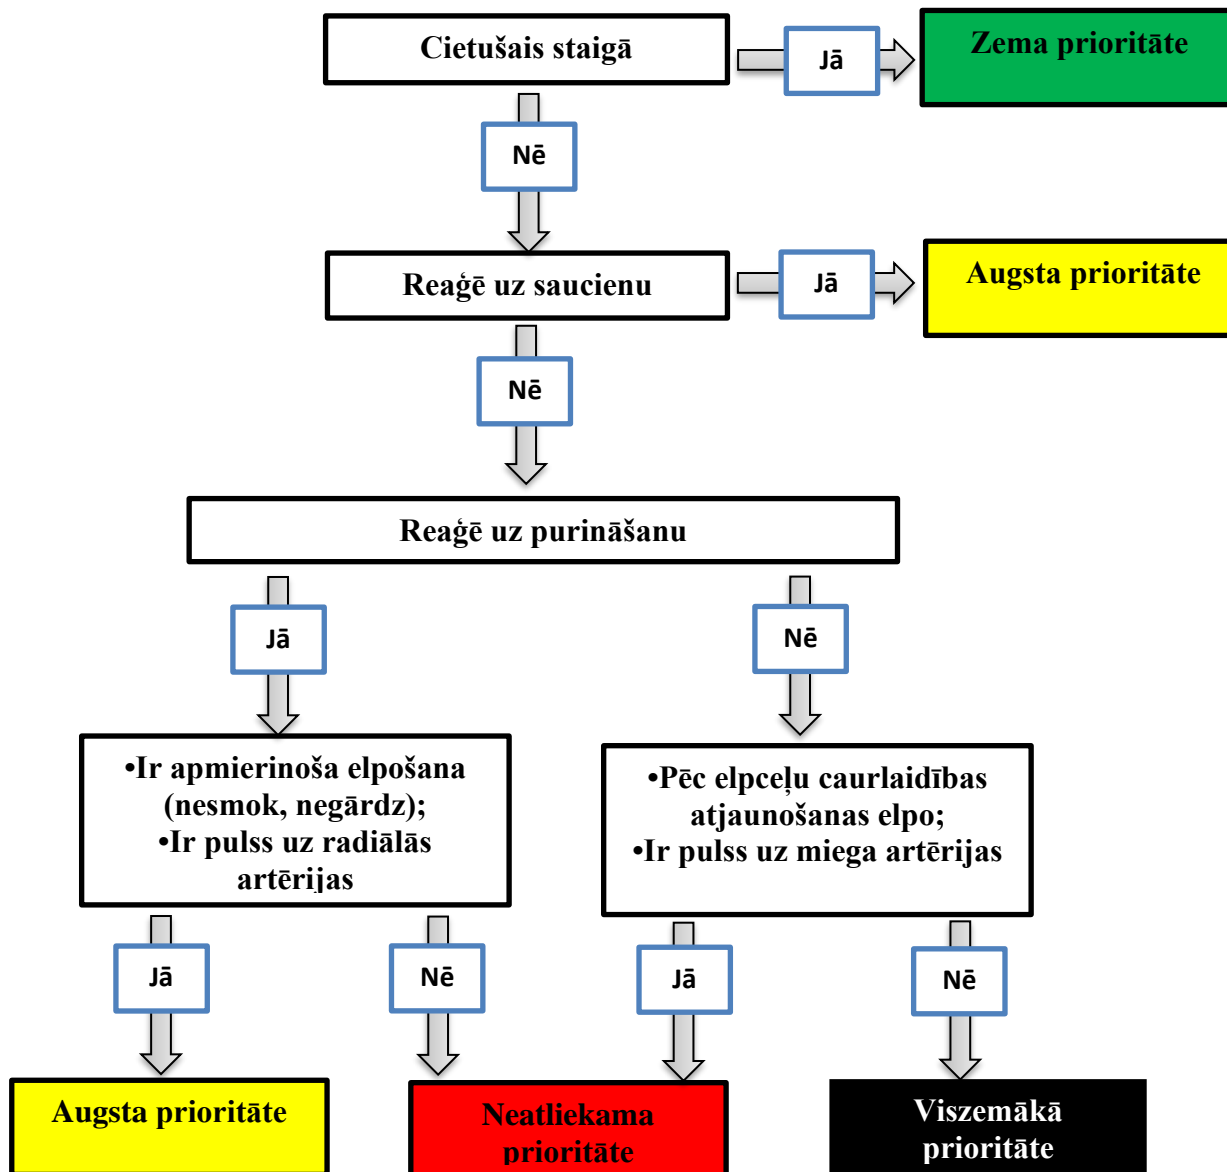 Cietušais staigā
Jā
Zema prioritāte
Nē
Reaģē uz saucienu
Jā
Augsta prioritāte
Nē
Reaģē uz purināšanu
Jā
Nē
•Ir apmierinoša elpošana
(nesmok, negārdz);
•Ir pulss uz radiālās
artērijas
•Pēc elpceļu caurlaidības
atjaunošanas elpo;
•Ir pulss uz miega artērijas
Jā
Nē
Jā
Nē
Augsta prioritāte
Neatliekama
prioritāte
Viszemākā
prioritāte